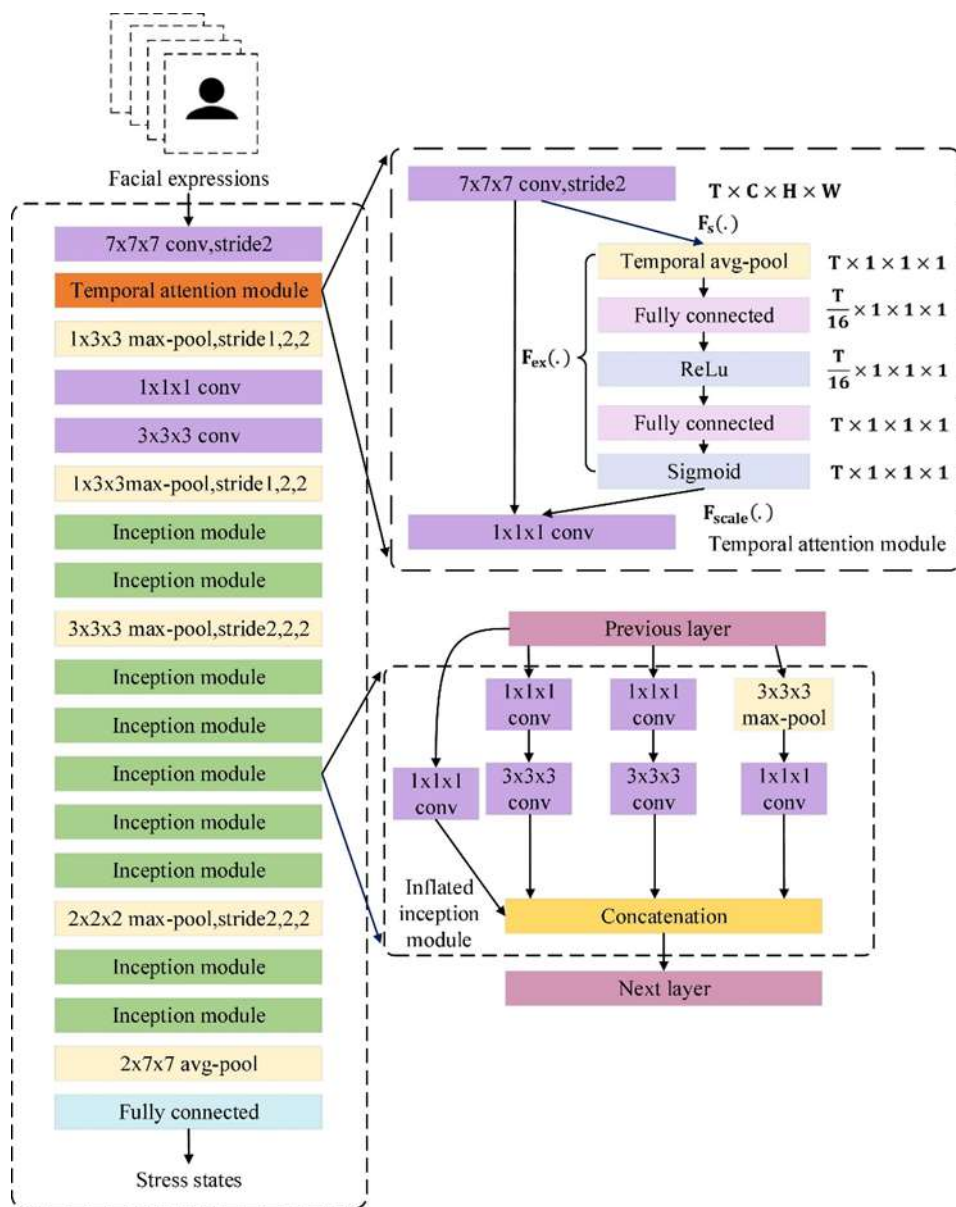 Facial expressions
7x7x7 conv,stride2
Temporal attention module
1x3x3 max-pool,stride1,2,2
1x1x1 conv
3x3x3 conv
1x3x3max-pool,stride1,2,2
Inception module
Inception module
3x3x3 max-pool,stride2,2,2
Inception module
Inception module
Inception module
Inception module
Inception module
2x2x2 max-pool,stride2,2,2
Inception module
Inception module
2x7x7 avg-pool
Fully connected
Stress states
7x7x7 conv,stride2
T × C × H × W
Fs(.)
Temporal avg-pool
T × 1 × 1 × 1
Fully connected
T/16 × 1 × 1 × 1
Fex(.)
ReLu
T/16 × 1 × 1 × 1
Fully connected
T × 1 × 1 × 1
Sigmoid
T × 1 × 1 × 1
Fscale(.)
1x1x1 conv
Temporal attention module
Previous layer
1x1x1
conv
1x1x1
conv
3x3x3
max-pool
1x1x1
conv
3x3x3
conv
3x3x3
conv
1x1x1
conv
Inflated
inception
module
Concatenation
Next layer